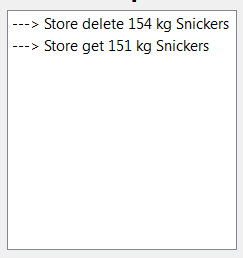 ---> Store delete 154 kg Snickers
---> Store get 151 kg Snickers